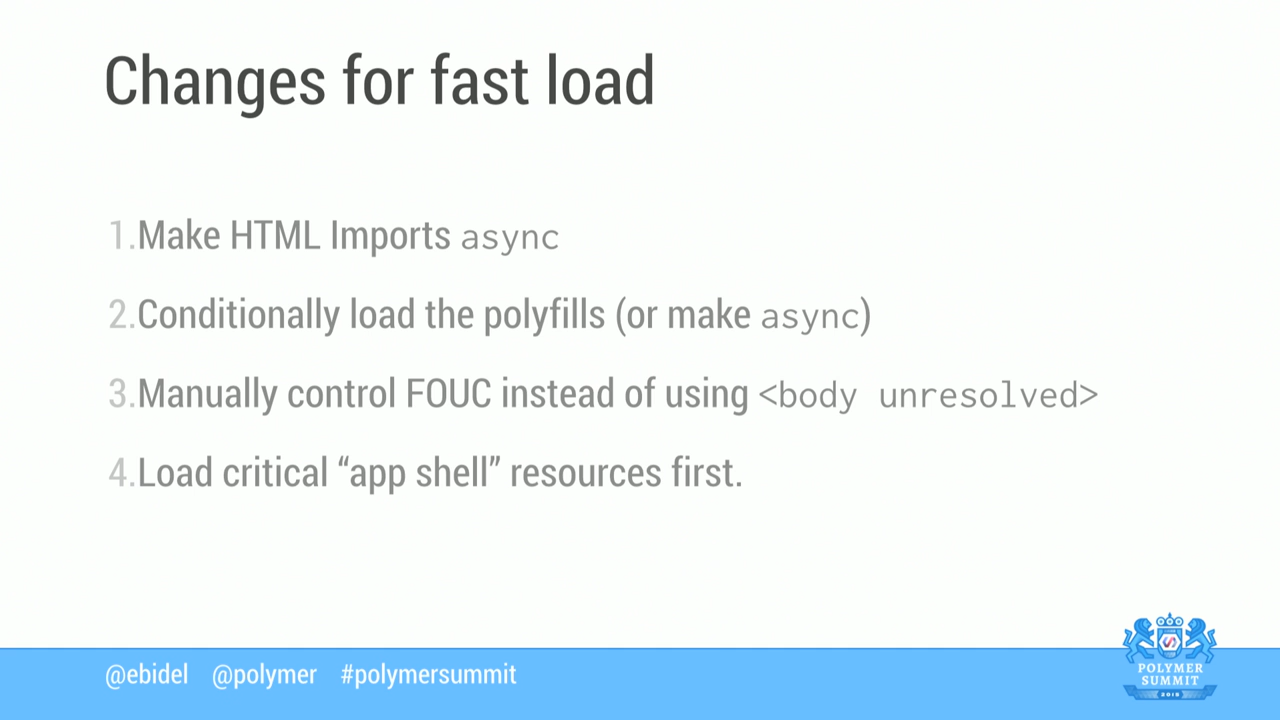 Changes for fast load
1.Make HTML Imports async
2.Conditionally load the polyfills (or make async)
3.Manually control FOUC instead of using <body unresolved>
4.Load critical “app shell” resources first.
@ebidel @polymer #polymersummit
POLYMER
SUMMIT
2015